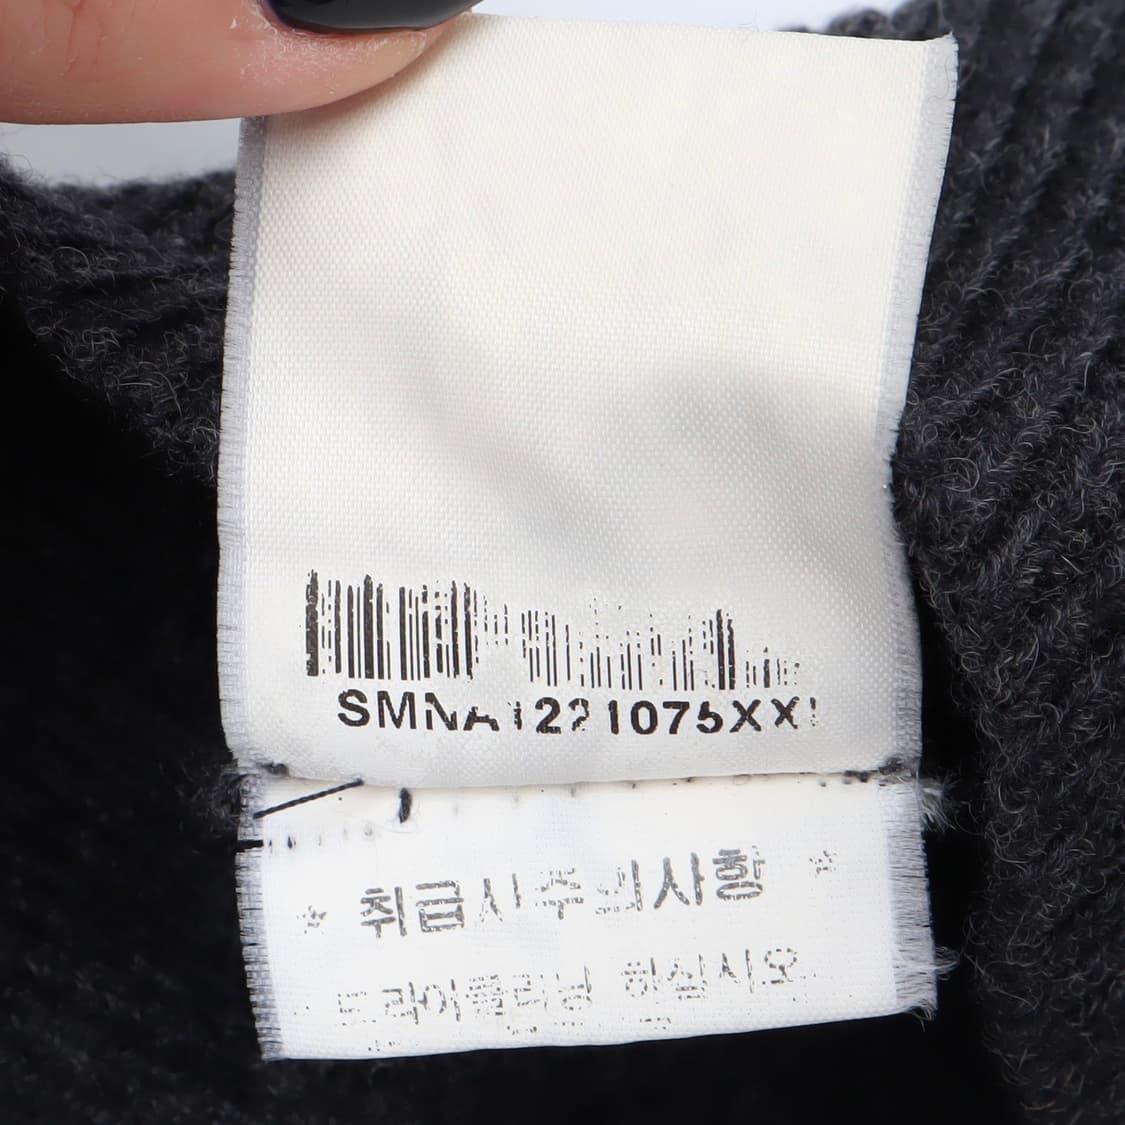 SMNA1221075XX
* 취급시주의사항 *
드라이클리닝 하십시오